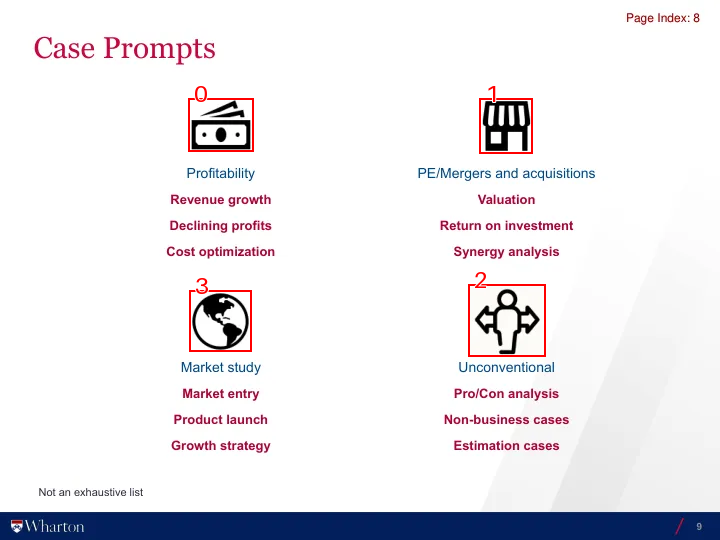 Page Index: 8
Case Prompts
0
1
Profitability
Revenue growth
Declining profits
Cost optimization
PE/Mergers and acquisitions
Valuation
Return on investment
Synergy analysis
3
2
Market study
Market entry
Product launch
Growth strategy
Unconventional
Pro/Con analysis
Non-business cases
Estimation cases
Not an exhaustive list
Wharton
9